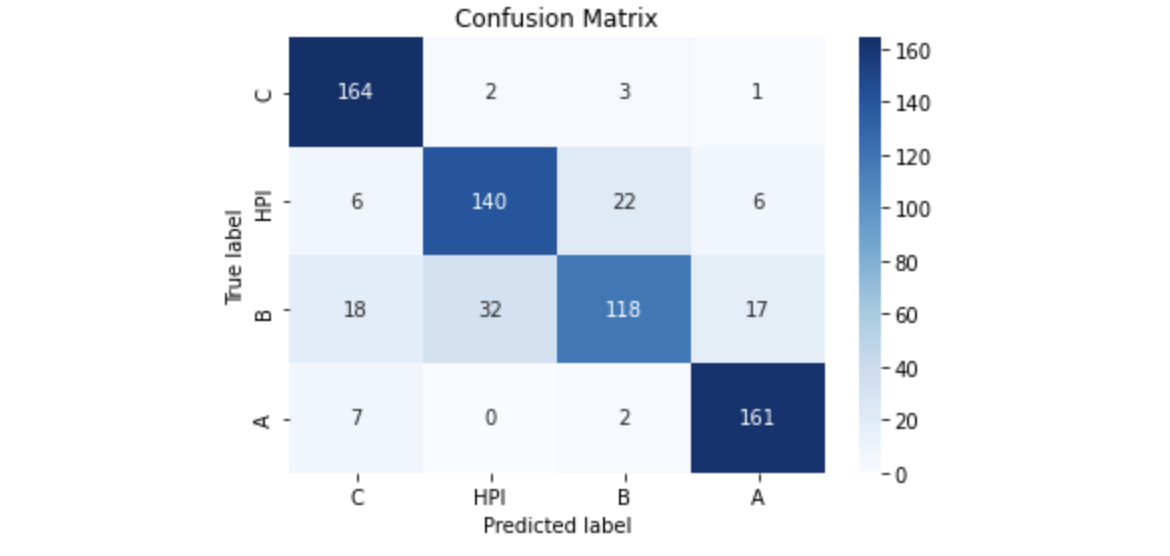 Confusion Matrix
True label
C 164 2 3 1
HPI 6 140 22 6
B 18 32 118 17
A 7 0 2 161
C HPI B A
Predicted label
160
140
120
100
80
60
40
20
0